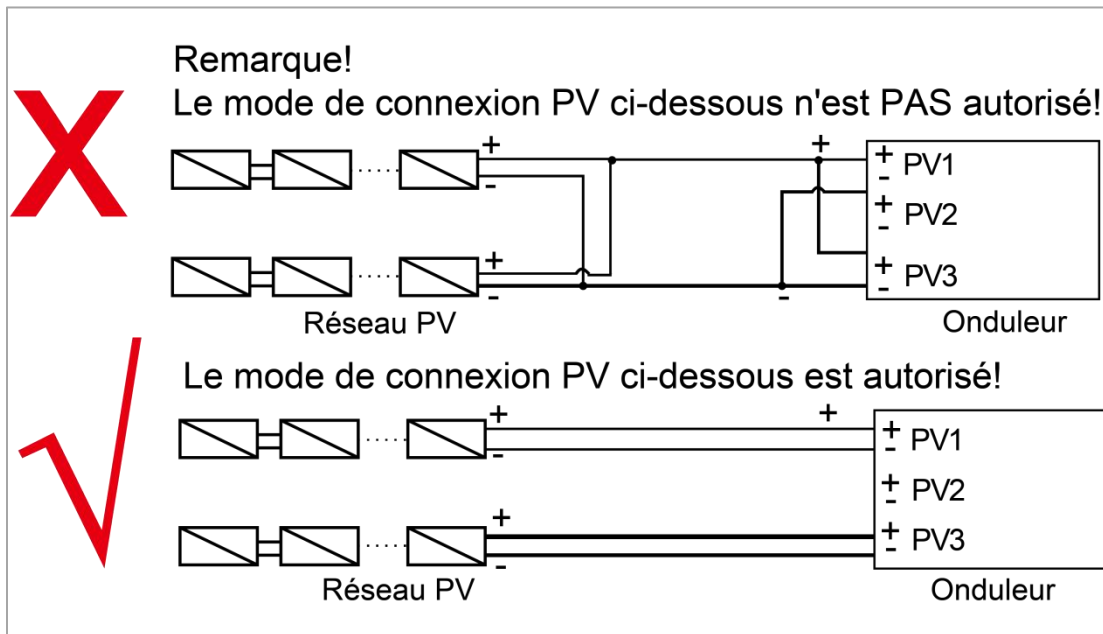 Remarque!
Le mode de connexion PV ci-dessous n'est PAS autorisé!
+
-
+
+
-
PV1
+
-
PV2
+
-
PV3
+
-
-
Réseau PV
Onduleur
Le mode de connexion PV ci-dessous est autorisé!
+
-
+
+
-
PV1
+
-
PV2
+
-
+
-
PV3
Réseau PV
Onduleur